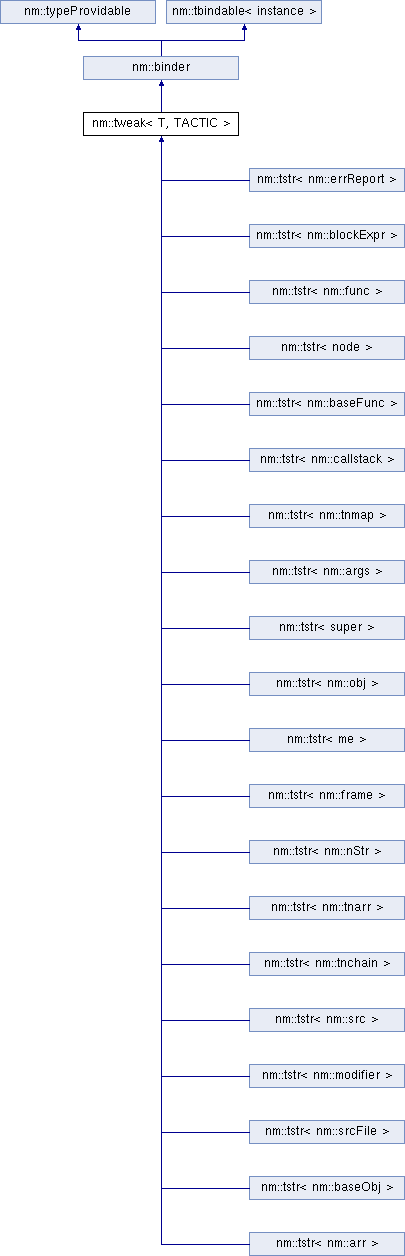 nm::typeProvidable
nm::tbindable< instance >
nm::binder
nm::tweak< T, TACTIC >
nm::tstr< nm::errReport >
nm::tstr< nm::blockExpr >
nm::tstr< nm::func >
nm::tstr< node >
nm::tstr< nm::baseFunc >
nm::tstr< nm::callstack >
nm::tstr< nm::tnmap >
nm::tstr< nm::args >
nm::tstr< super >
nm::tstr< nm::obj >
nm::tstr< me >
nm::tstr< nm::frame >
nm::tstr< nm::nStr >
nm::tstr< nm::tnarr >
nm::tstr< nm::tnchain >
nm::tstr< nm::src >
nm::tstr< nm::modifier >
nm::tstr< nm::srcFile >
nm::tstr< nm::baseObj >
nm::tstr< nm::arr >